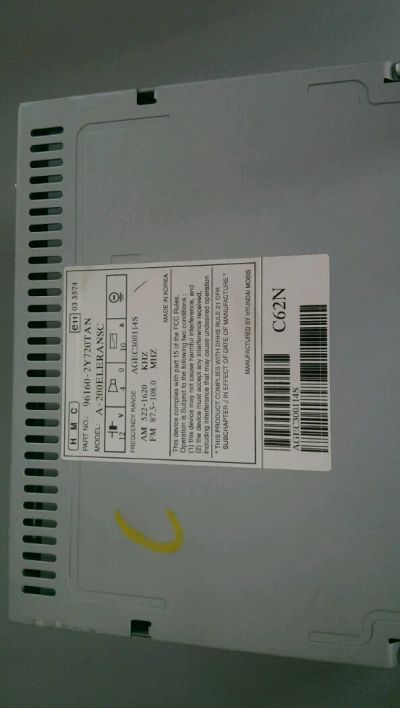 H M C
e11 03 5574
PART NO.: 96160-2Y720TAN
MODEL: A-200ELERANSC
12 V
4 Ω
10 A
FREQUENCY RANGE
AGEC300114S
AM 522-1620 KHZ
FM 87.5-108.0 MHZ
MADE IN KOREA
This device complies with part 15 of the FCC Rules.
Operation is Subject to the following two conditions :
(1) this device may not cause harmful interference, and
(2) the device must accept any interference received,
including interference that may cause undesired operation
* THIS PRODUCT COMPLIES WITH DHHS RULE 21 CFR
SUBCHAPTER J IN EFFECT OF DATE OF MANUFACTURE *
MANUFACTURED BY HYUNDAI MOBIS
C62N
AGEC300114S
C